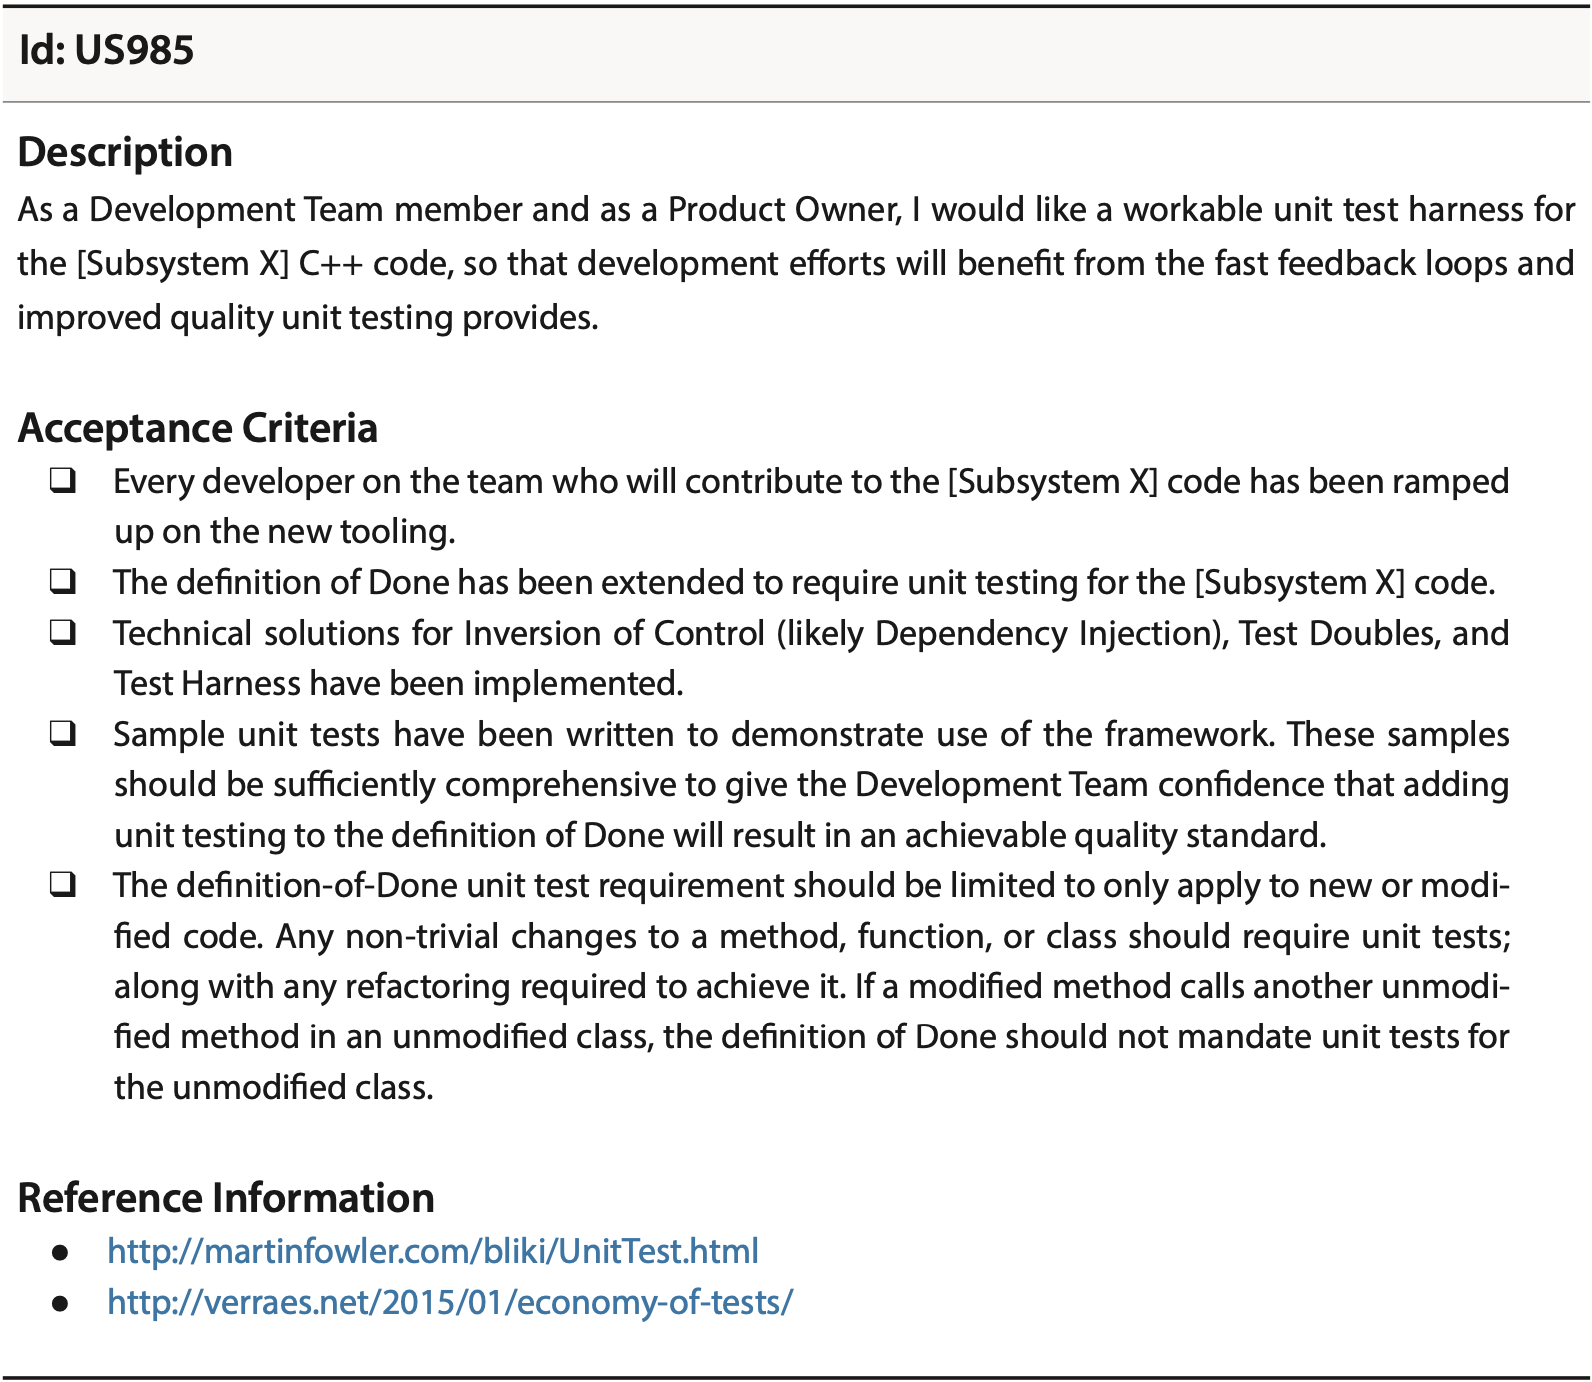 Id: US985
Description
As a Development Team member and as a Product Owner, I would like a workable unit test harness for
the [Subsystem X] C++ code, so that development efforts will benefit from the fast feedback loops and
improved quality unit testing provides.
Acceptance Criteria
❑ Every developer on the team who will contribute to the [Subsystem X] code has been ramped
up on the new tooling.
❑ The definition of Done has been extended to require unit testing for the [Subsystem X] code.
❑ Technical solutions for Inversion of Control (likely Dependency Injection), Test Doubles, and
Test Harness have been implemented.
❑ Sample unit tests have been written to demonstrate use of the framework. These samples
should be sufficiently comprehensive to give the Development Team confidence that adding
unit testing to the definition of Done will result in an achievable quality standard.
❑ The definition-of-Done unit test requirement should be limited to only apply to new or modi-
fied code. Any non-trivial changes to a method, function, or class should require unit tests;
along with any refactoring required to achieve it. If a modified method calls another unmodi-
fied method in an unmodified class, the definition of Done should not mandate unit tests for
the unmodified class.
Reference Information
● http://martinfowler.com/bliki/UnitTest.html
● http://verraes.net/2015/01/economy-of-tests/